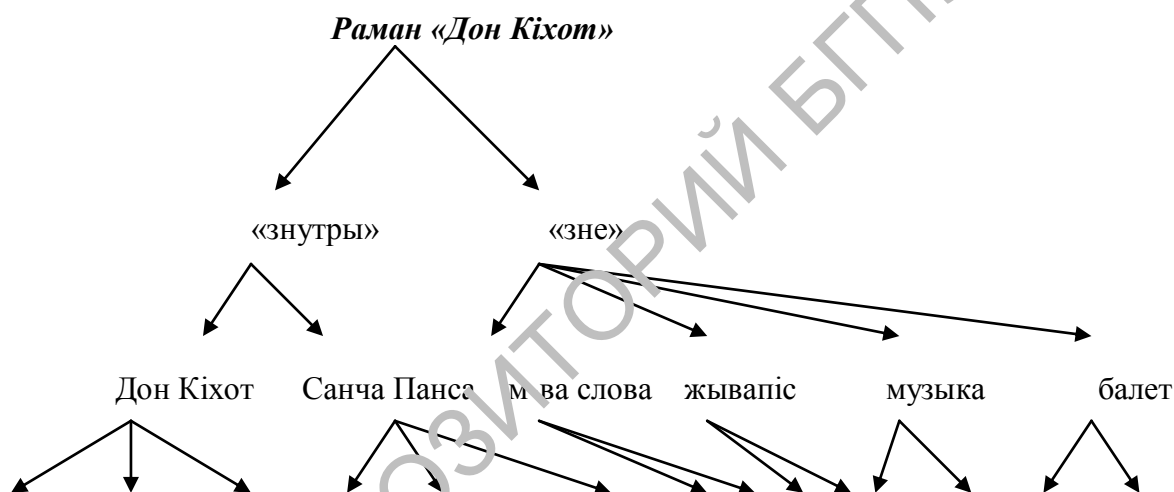 Раман «Дон Кіхот»
«знутры» «зне»
Дон Кіхот Санча Панса слова жывапіс музыка балет